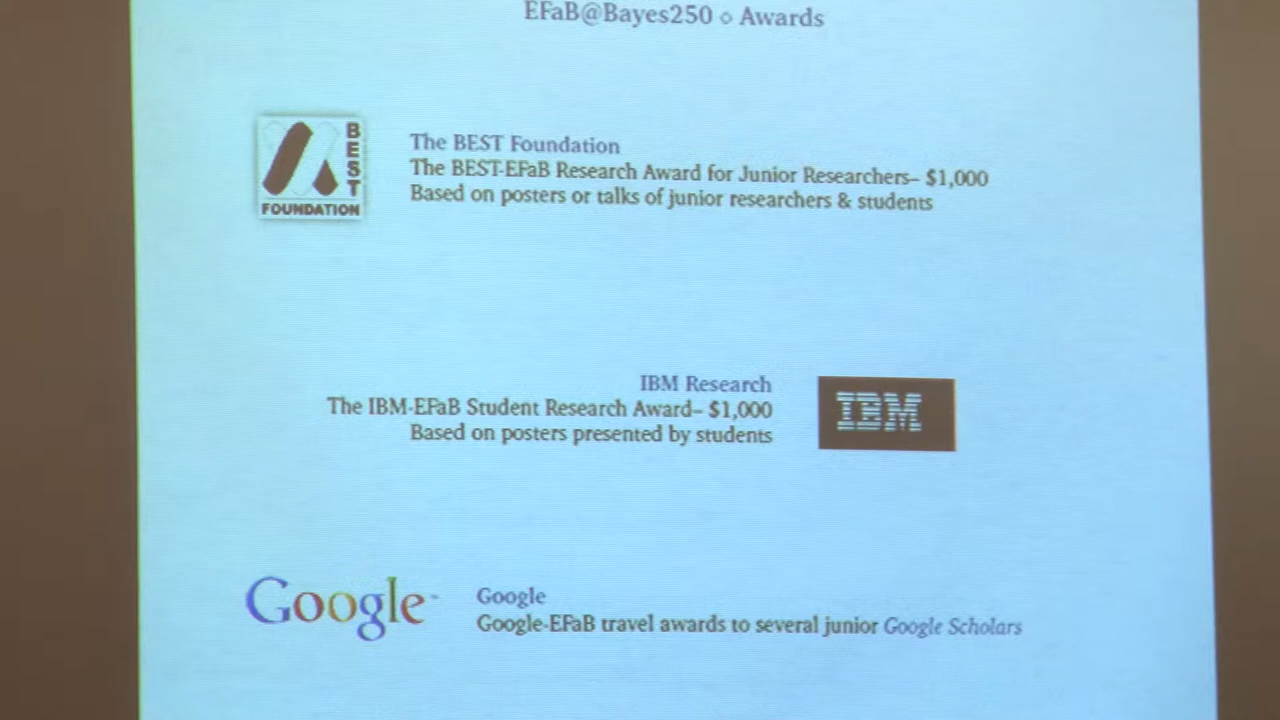 EFaB@Bayes250 ⋄ Awards
BEST
FOUNDATION
The BEST Foundation
The BEST-EFaB Research Award for Junior Researchers– $1,000
Based on posters or talks of junior researchers & students
IBM Research
The IBM-EFaB Student Research Award– $1,000
Based on posters presented by students
IBM
Google
Google
Google-EFaB travel awards to several junior Google Scholars